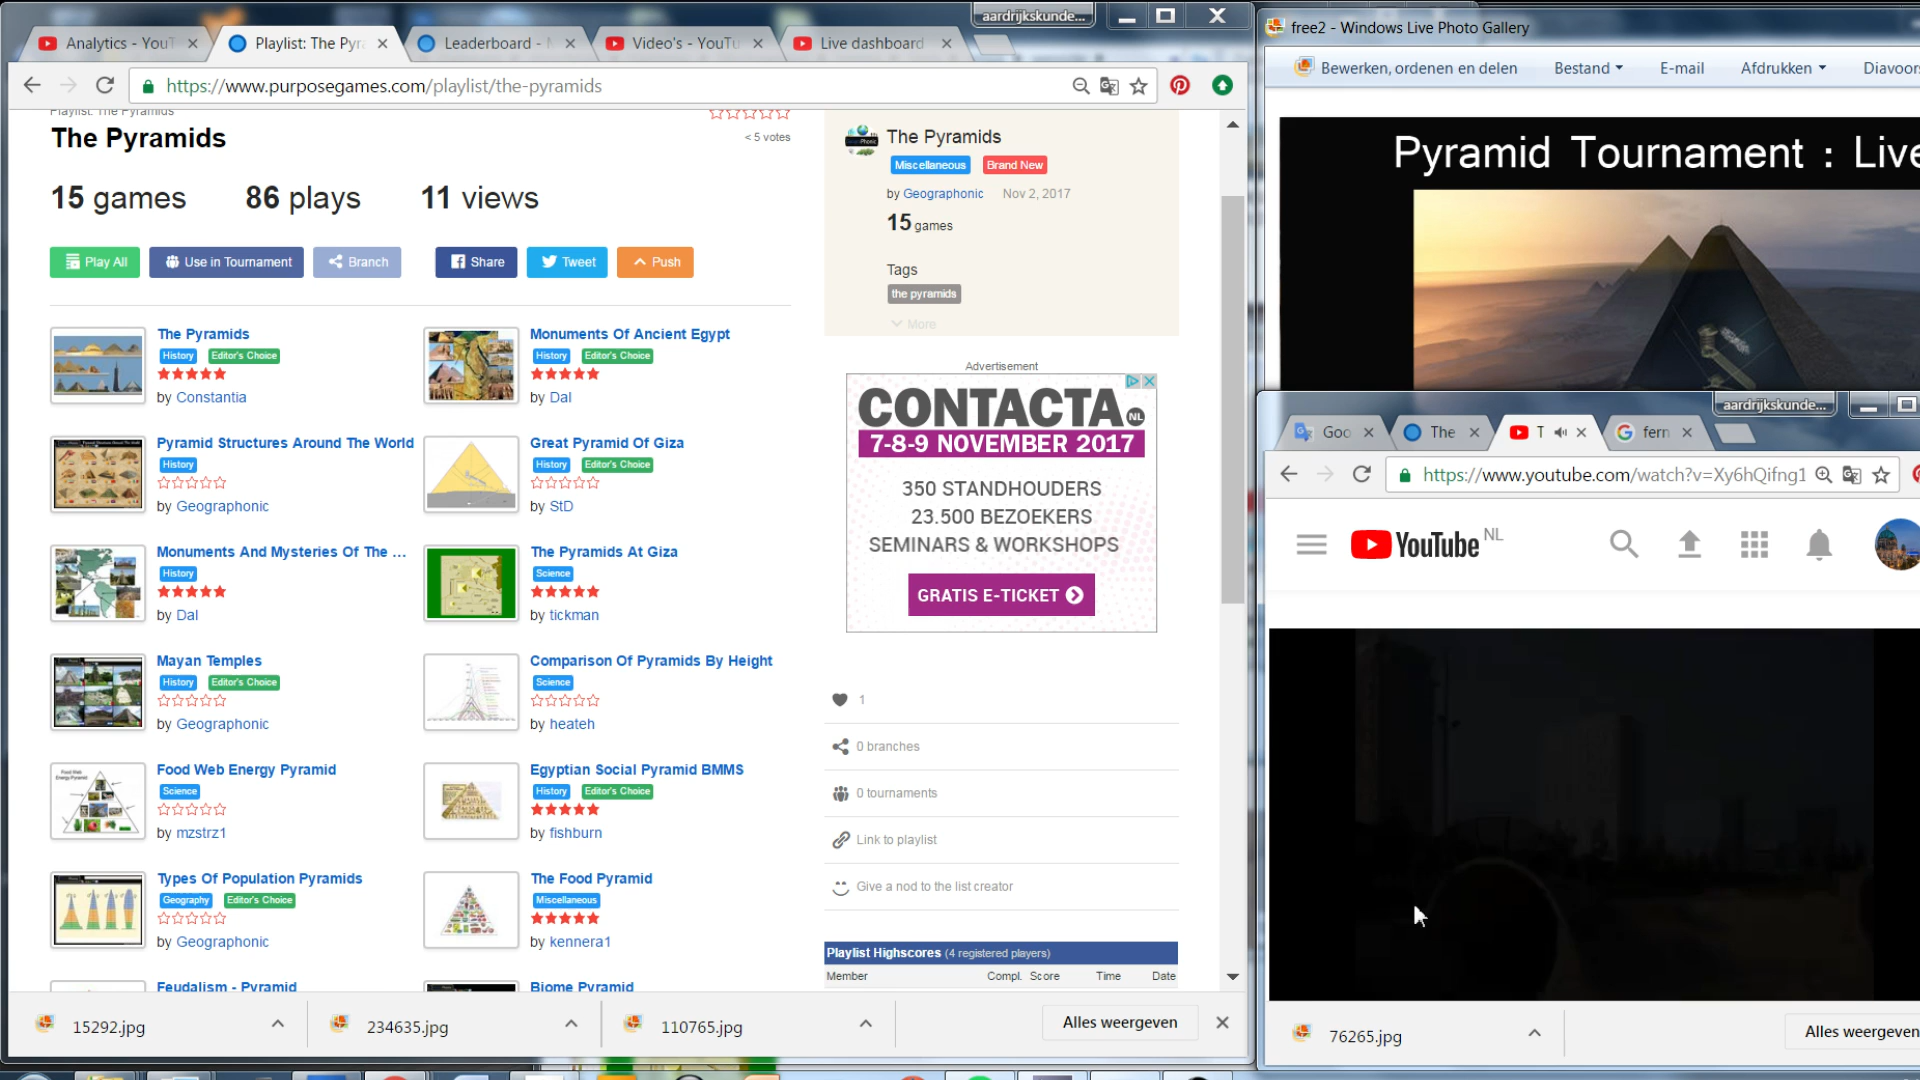 aardrijkskunde...
Analytics - YouT
Playlist: The Pyra
Leaderboard -
Video's - YouTu
Live dashboard
https://www.purposegames.com/playlist/the-pyramids
Playlist: The Pyramids
The Pyramids
< 5 votes
15 games
86 plays
11 views
Play All
Use in Tournament
Branch
Share
Tweet
Push
The Pyramids
History Editor's Choice
by Constantia
Monuments Of Ancient Egypt
History Editor's Choice
by Dal
Pyramid Structures Around The World
History
by Geographonic
Great Pyramid Of Giza
History Editor's Choice
by StD
Monuments And Mysteries Of The ...
History
by Dal
The Pyramids At Giza
Science
by tickman
Mayan Temples
History Editor's Choice
by Geographonic
Comparison Of Pyramids By Height
Science
by heateh
Food Web Energy Pyramid
Science
by mzstrz1
Egyptian Social Pyramid BMMS
History Editor's Choice
by fishburn
Types Of Population Pyramids
Geography Editor's Choice
by Geographonic
The Food Pyramid
Miscellaneous
by kennera1
Feudalism - Pyramid
Biome Pyramid
The Pyramids
Miscellaneous Brand New
by Geographonic Nov 2, 2017
15 games
Tags
the pyramids
More
Advertisement
CONTACTA.NL
7-8-9 NOVEMBER 2017
350 STANDHOUDERS
23.500 BEZOEKERS
SEMINARS & WORKSHOPS
GRATIS E-TICKET
1
0 branches
0 tournaments
Link to playlist
Give a nod to the list creator
Playlist Highscores (4 registered players)
Member Compl. Score Time Date
15292.jpg
234635.jpg
110765.jpg
Alles weergeven
free2 - Windows Live Photo Gallery
Bewerken, ordenen en delen
Bestand
E-mail
Afdrukken
Diavoors
Pyramid Tournament : Live
aardrijkskunde...
Goo
The
T
fern
https://www.youtube.com/watch?v=Xy6hQifng1
YouTube NL
76265.jpg
Alles weergeven